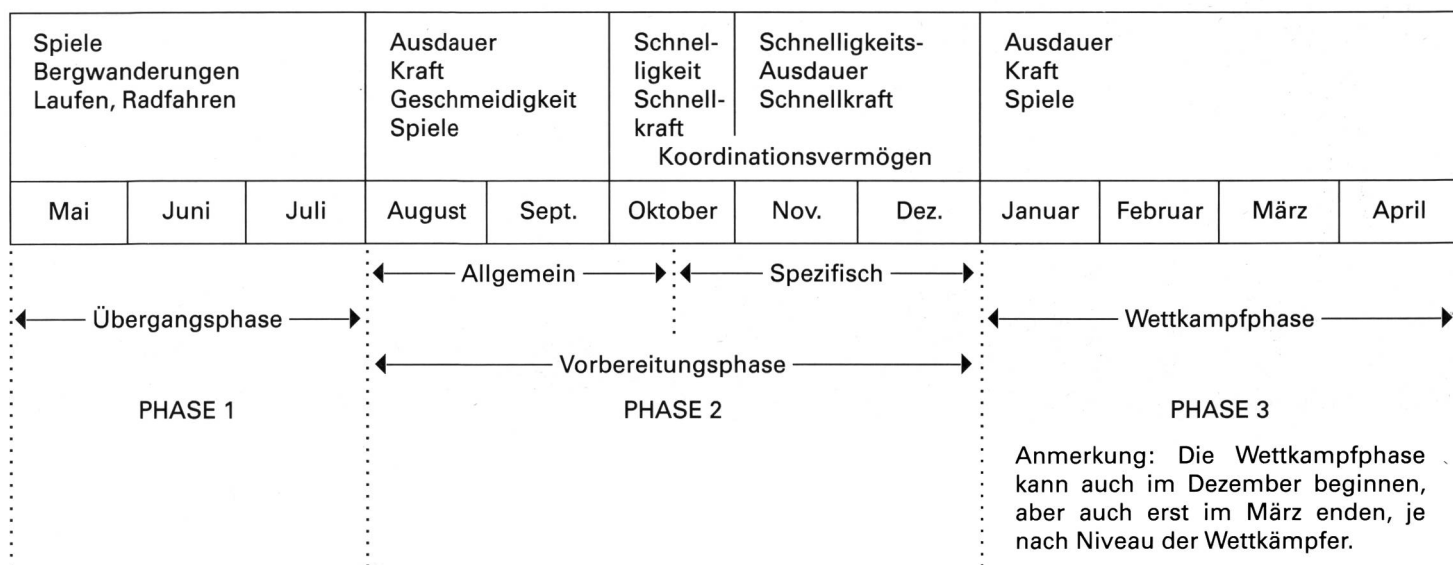 Spiele
Bergwanderungen
Laufen, Radfahren
Ausdauer
Kraft
Geschmeidigkeit
Spiele
Schnel-
ligkeit
Schnell-
kraft
Schnelligkeits-
Ausdauer
Schnellkraft
Koordinationsvermögen
Ausdauer
Kraft
Spiele
Mai Juni Juli August Sept. Oktober Nov. Dez. Januar Februar März April
Allgemein Spezifisch
Übergangsphase Wettkampfphase
Vorbereitungsphase
PHASE 1 PHASE 2 PHASE 3
Anmerkung: Die Wettkampfphase
kann auch im Dezember beginnen,
aber auch erst im März enden, je
nach Niveau der Wettkämpfer.